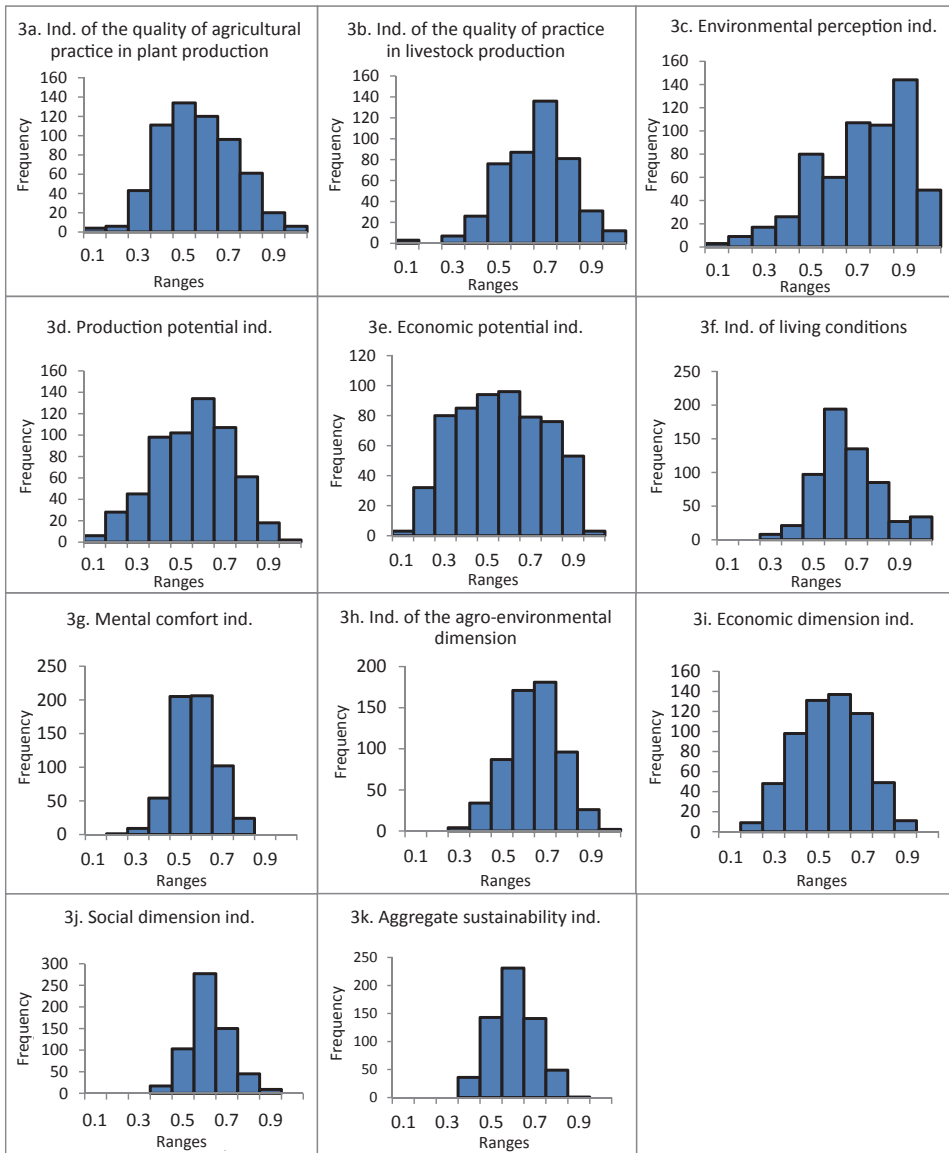 3a. Ind. of the quality of agricultural
practice in plant production
160
140
120
100
80
60
40
20
0
Frequency
0.1 0.3 0.5 0.7 0.9
Ranges
3b. Ind. of the quality of practice
in livestock production
160
140
120
100
80
60
40
20
0
Frequency
0.1 0.3 0.5 0.7 0.9
Ranges
3c. Environmental perception ind.
160
140
120
100
80
60
40
20
0
Frequency
0.1 0.3 0.5 0.7 0.9
Ranges
3d. Production potential ind.
160
140
120
100
80
60
40
20
0
Frequency
0.1 0.3 0.5 0.7 0.9
Ranges
3e. Economic potential ind.
120
100
80
60
40
20
0
Frequency
0.1 0.3 0.5 0.7 0.9
Ranges
3f. Ind. of living conditions
250
200
150
100
50
0
Frequency
0.1 0.3 0.5 0.7 0.9
Ranges
3g. Mental comfort ind.
250
200
150
100
50
0
Frequency
0.1 0.3 0.5 0.7 0.9
Ranges
3h. Ind. of the agro-environmental
dimension
200
150
100
50
0
Frequency
0.1 0.3 0.5 0.7 0.9
Ranges
3i. Economic dimension ind.
160
140
120
100
80
60
40
20
0
Frequency
0.1 0.3 0.5 0.7 0.9
Ranges
3j. Social dimension ind.
300
250
200
150
100
50
0
Frequency
0.1 0.3 0.5 0.7 0.9
Ranges
3k. Aggregate sustainability ind.
250
200
150
100
50
0
Frequency
0.1 0.3 0.5 0.7 0.9
Ranges